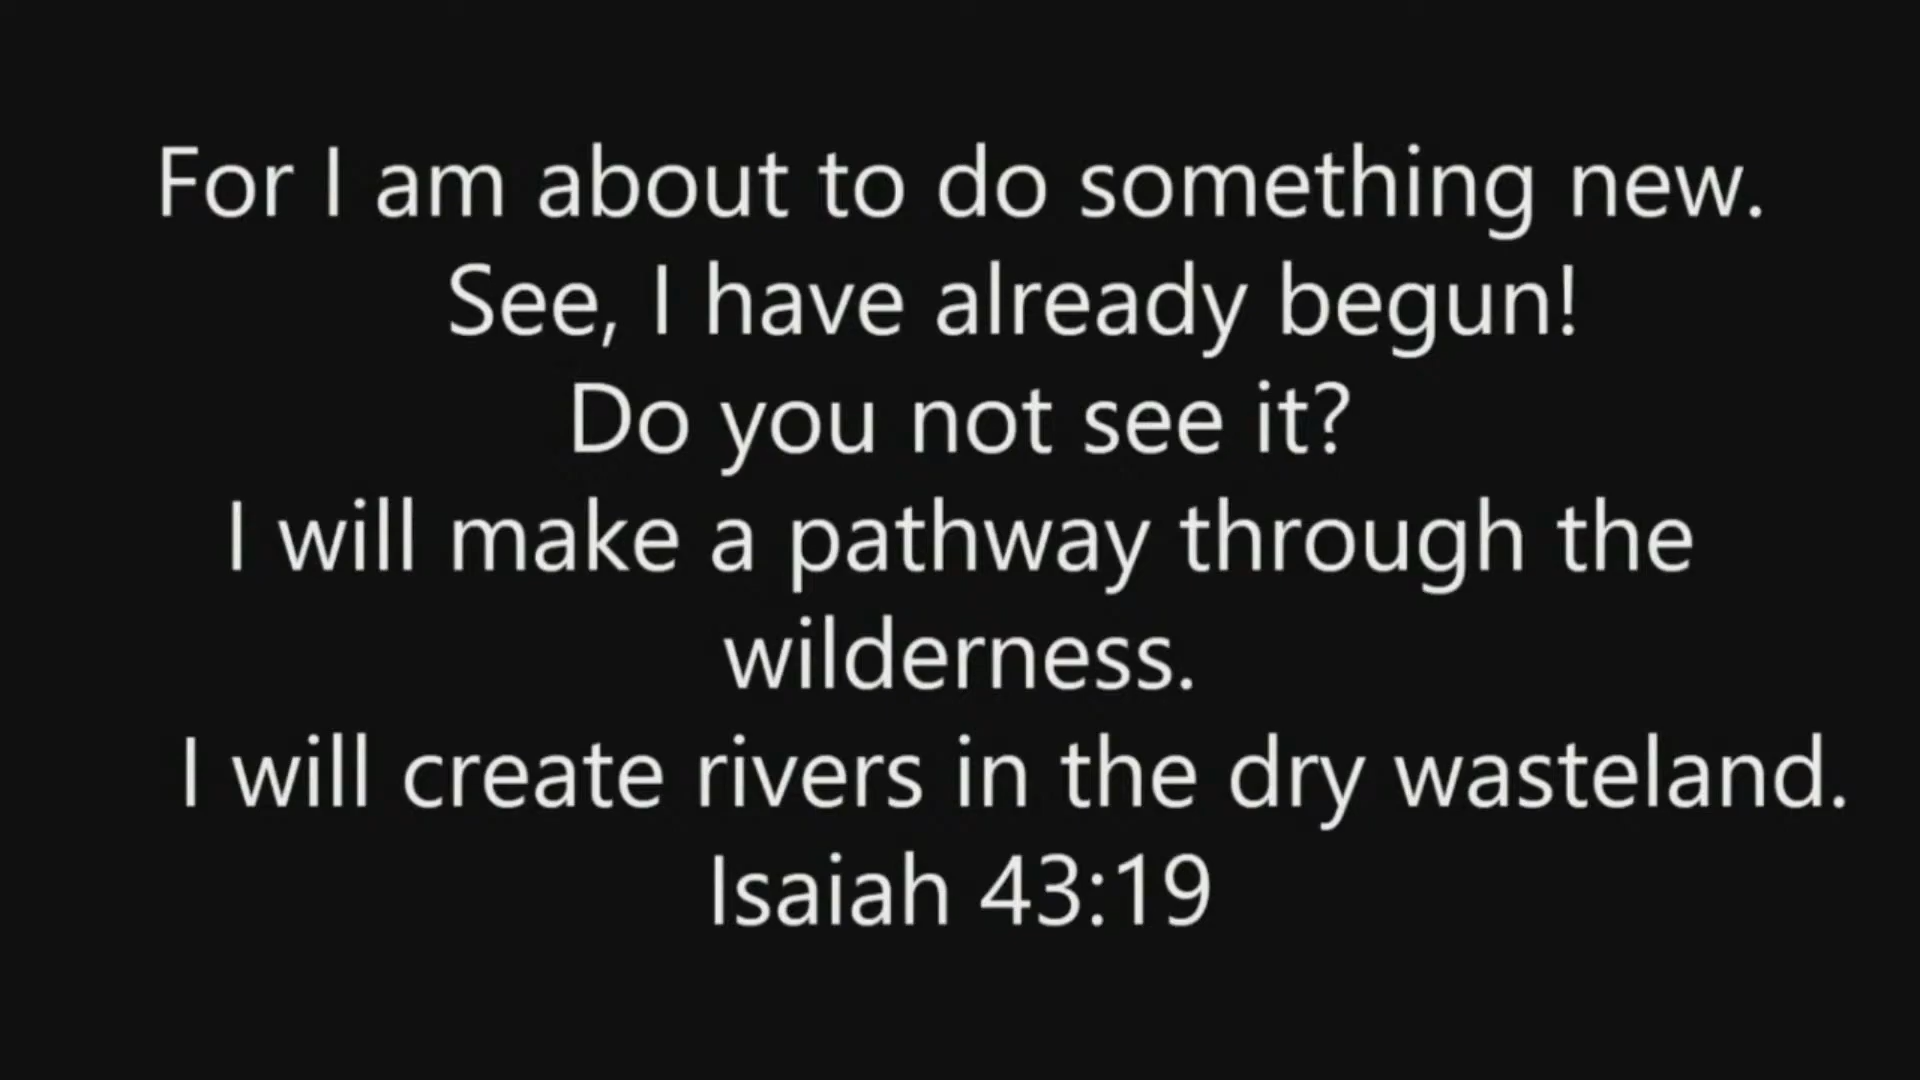 For I am about to do something new.
See, I have already begun!
Do you not see it?
I will make a pathway through the
wilderness.
I will create rivers in the dry wasteland.
Isaiah 43:19